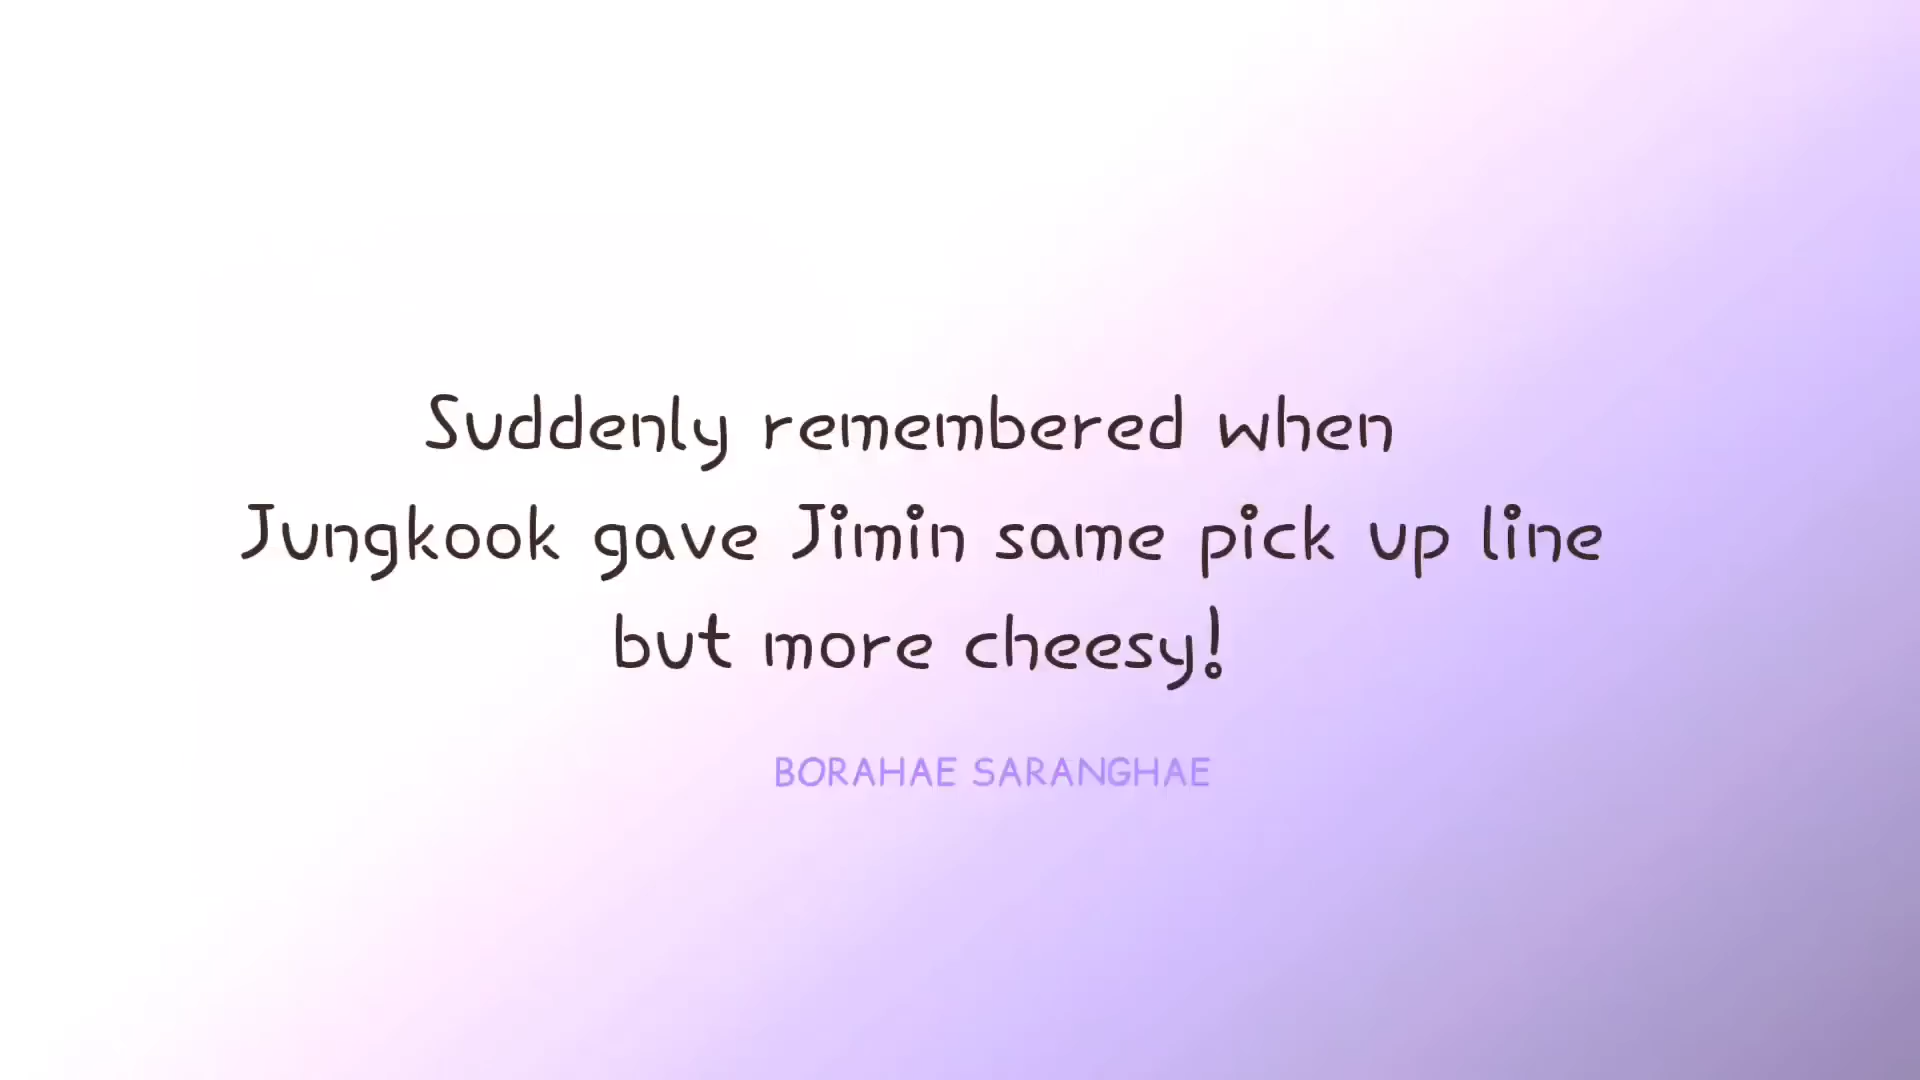 Suddenly remembered when
Jungkook gave Jimin same pick up line
but more cheesy!
BORAHAE SARANGHAE